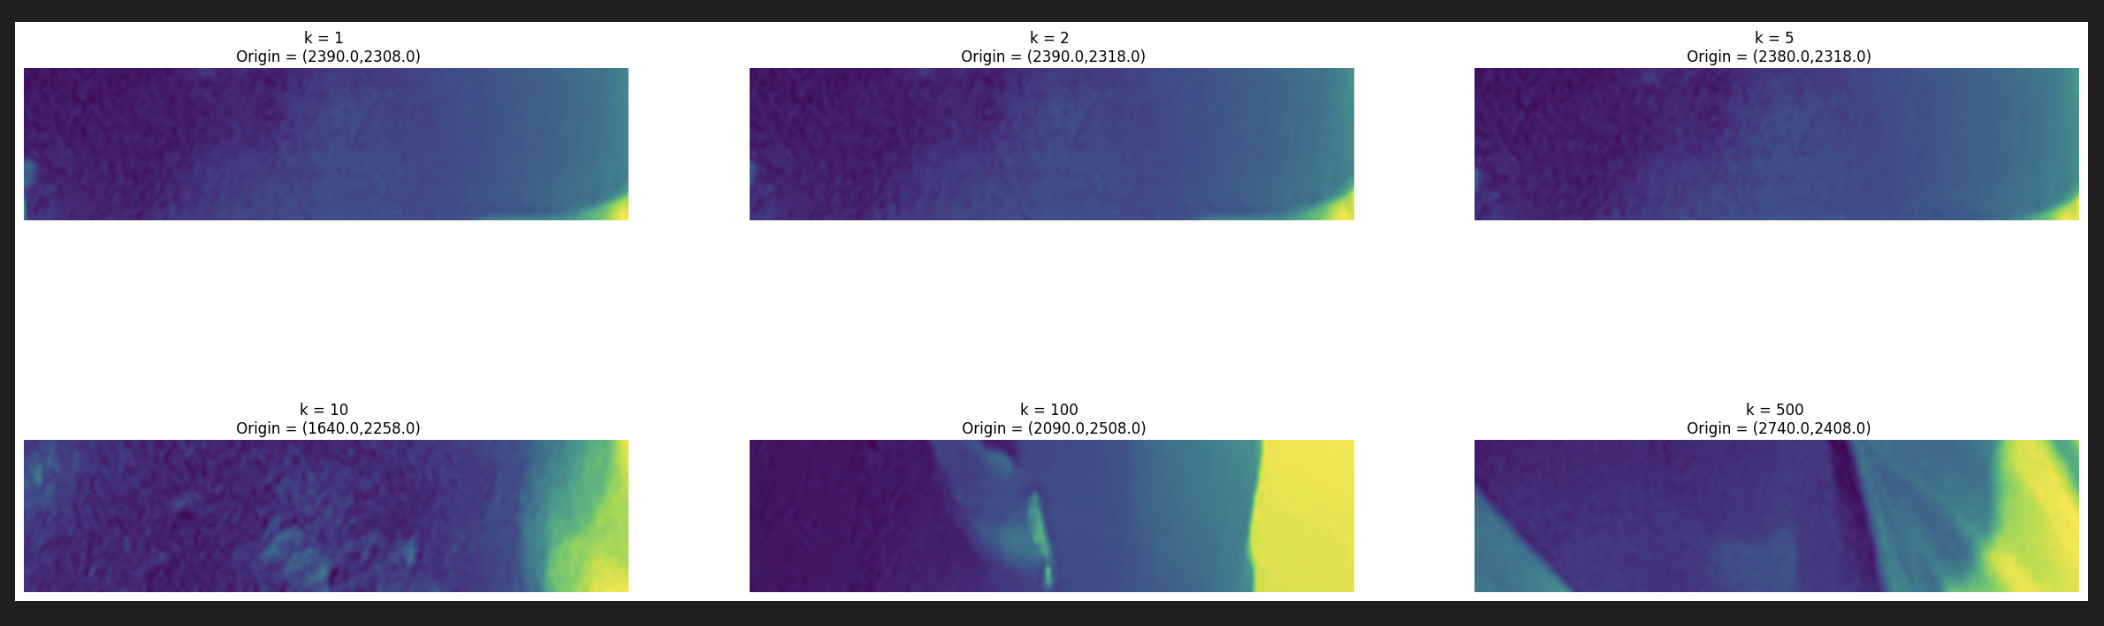 k = 1
Origin = (2390.0,2308.0)
k = 2
Origin = (2390.0,2318.0)
k = 5
Origin = (2380.0,2318.0)
k = 10
Origin = (1640.0,2258.0)
k = 100
Origin = (2090.0,2508.0)
k = 500
Origin = (2740.0,2408.0)